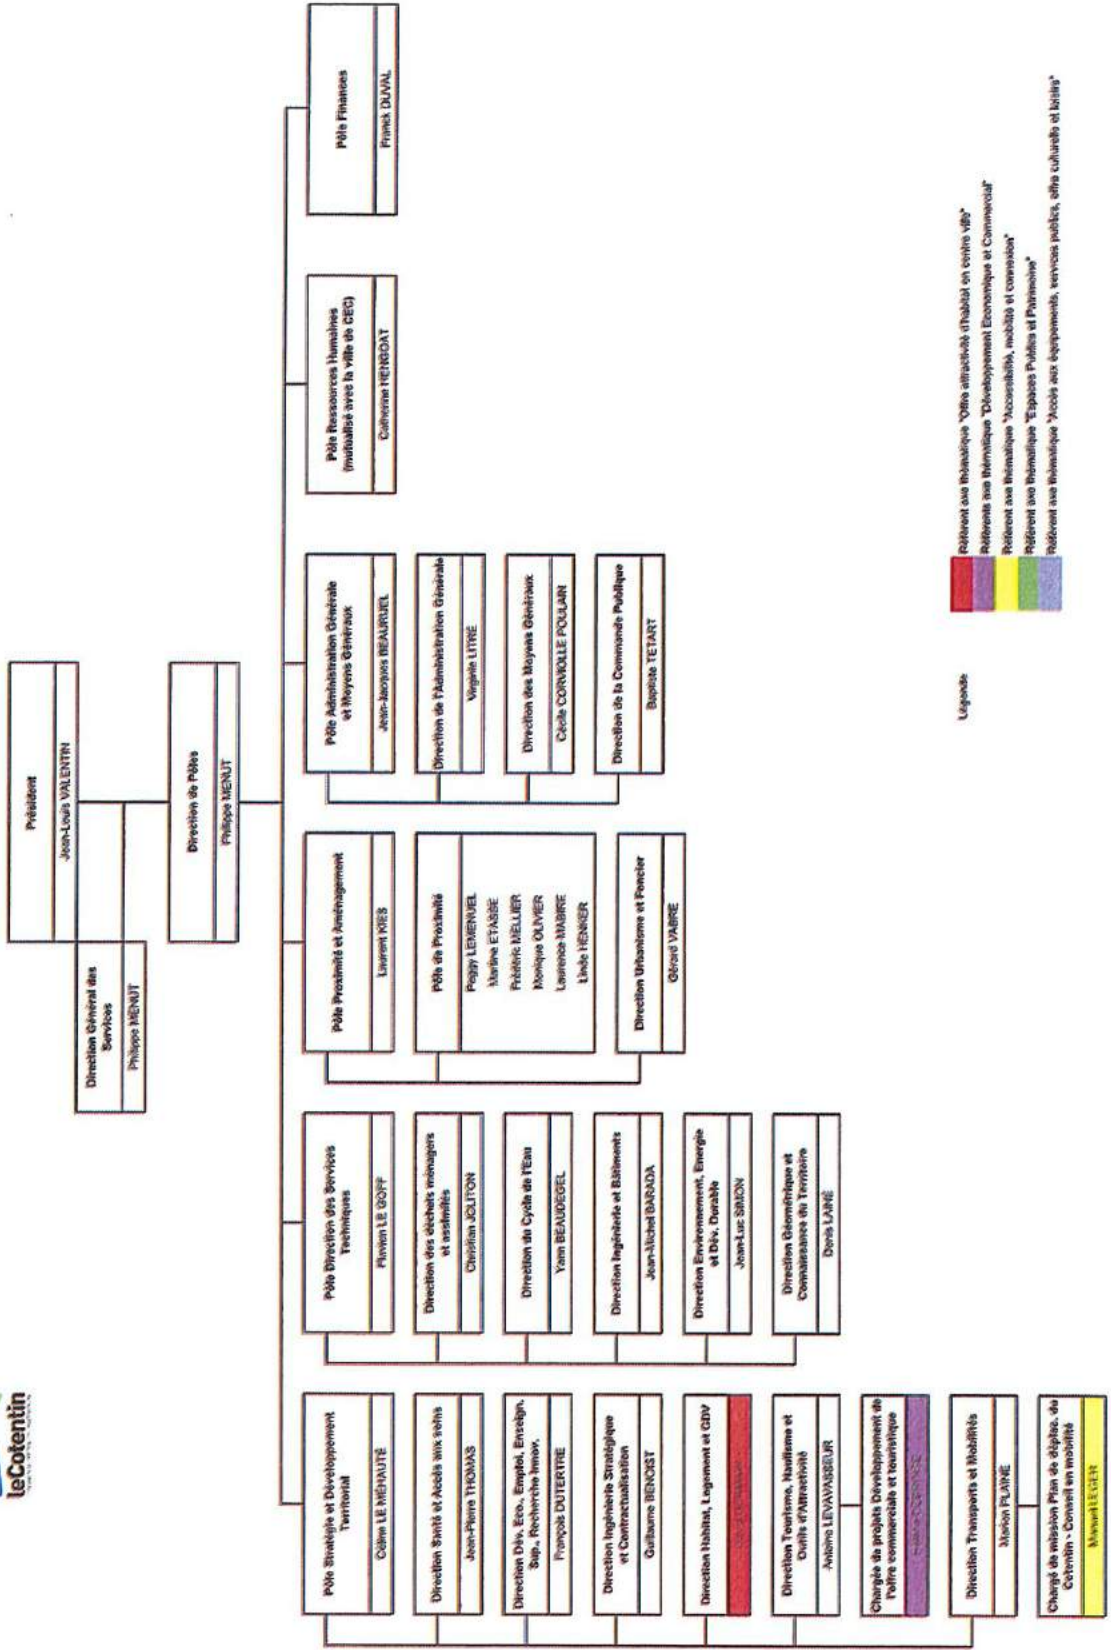 leCotentin
Président
Jean-Louis VALENTIN
Direction Général des
Services
Philippe MENUT
Direction de Pôles
Philippe MENUT
Pôle Stratégie et Développement
Territorial
Céline LE MÉHAUTÉ
Direction Santé et Accès aux soins
Jean-Pierre THOMAS
Direction Dév. Eco., Emploi, Enseign.
Sup., Recherche Innov.
François DUTERTRE
Direction Ingénierie Stratégique
et Contractualisation
Guillaume BENOIST
Direction Habitat, Logement et GDV
Direction Tourisme, Nautisme et
Outils d'Attractivité
Antoine LEVAVASSEUR
Chargée de projets Développement de
l'offre commerciale et touristique
Direction Transports et Mobilités
Marion PLAINE
Chargé de mission Plan de déplac. du
Cotentin - Conseil en mobilité
Manuel LEGER
Pôle Direction des Services
Techniques
Flavien LE GOFF
Direction des déchets ménagers
et assimilés
Christian JOLITON
Direction du Cycle de l'Eau
Yann BEAUDEGEL
Direction Ingénierie et Bâtiments
Jean-Michel BARADA
Direction Environnement, Energie
et Dév. Durable
Jean-Luc SIMON
Direction Géométrique et
Connaissance du Territoire
Denis LAINÉ
Pôle Proximité et Aménagement
Laurent KIES
Pôle de Proximité
Peggy LEMENUEL
Martine ETASSE
Frédéric MELLIER
Monique OLIVIER
Laurence MABIRE
Linda HENKER
Direction Urbanisme et Foncier
Gérard VABRE
Pôle Administration Générale
et Moyens Généraux
Jean-Jacques BEAURUEL
Direction de l'Administration Générale
Virginie LITRE
Direction des Moyens Généraux
Cécile CORVIOLLE POULAIN
Direction de la Commande Publique
Baptiste TETART
Pôle Ressources Humaines
(mutualisé avec la ville de CEC)
Catherine HENGOAT
Pôle Finances
Franck DUVAL
Légende
Référent axe thématique "Offre attractivité d'habitat en centre ville"
Référents axe thématique "Développement Economique et Commercial"
Référent axe thématique "Accessibilité, mobilité et connexion"
Référent axe thématique "Espaces Publics et Patrimoine"
Référent axe thématique "Accès aux équipements, services publics, offre culturelle et loisirs"